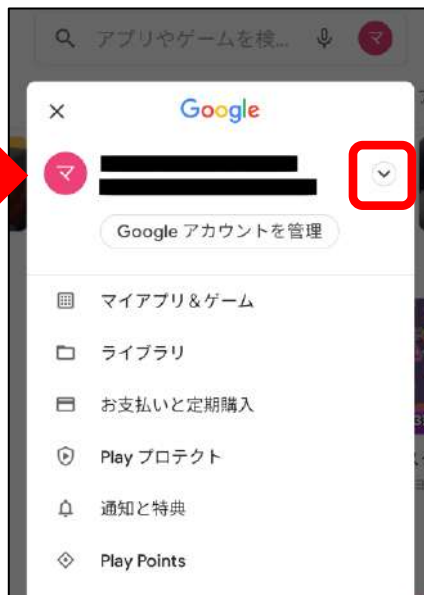 アプリやゲームを検...
マ
Google
マ
Google アカウントを管理
マイアプリ&ゲーム
ライブラリ
お支払いと定期購入
Play プロテクト
通知と特典
Play Points